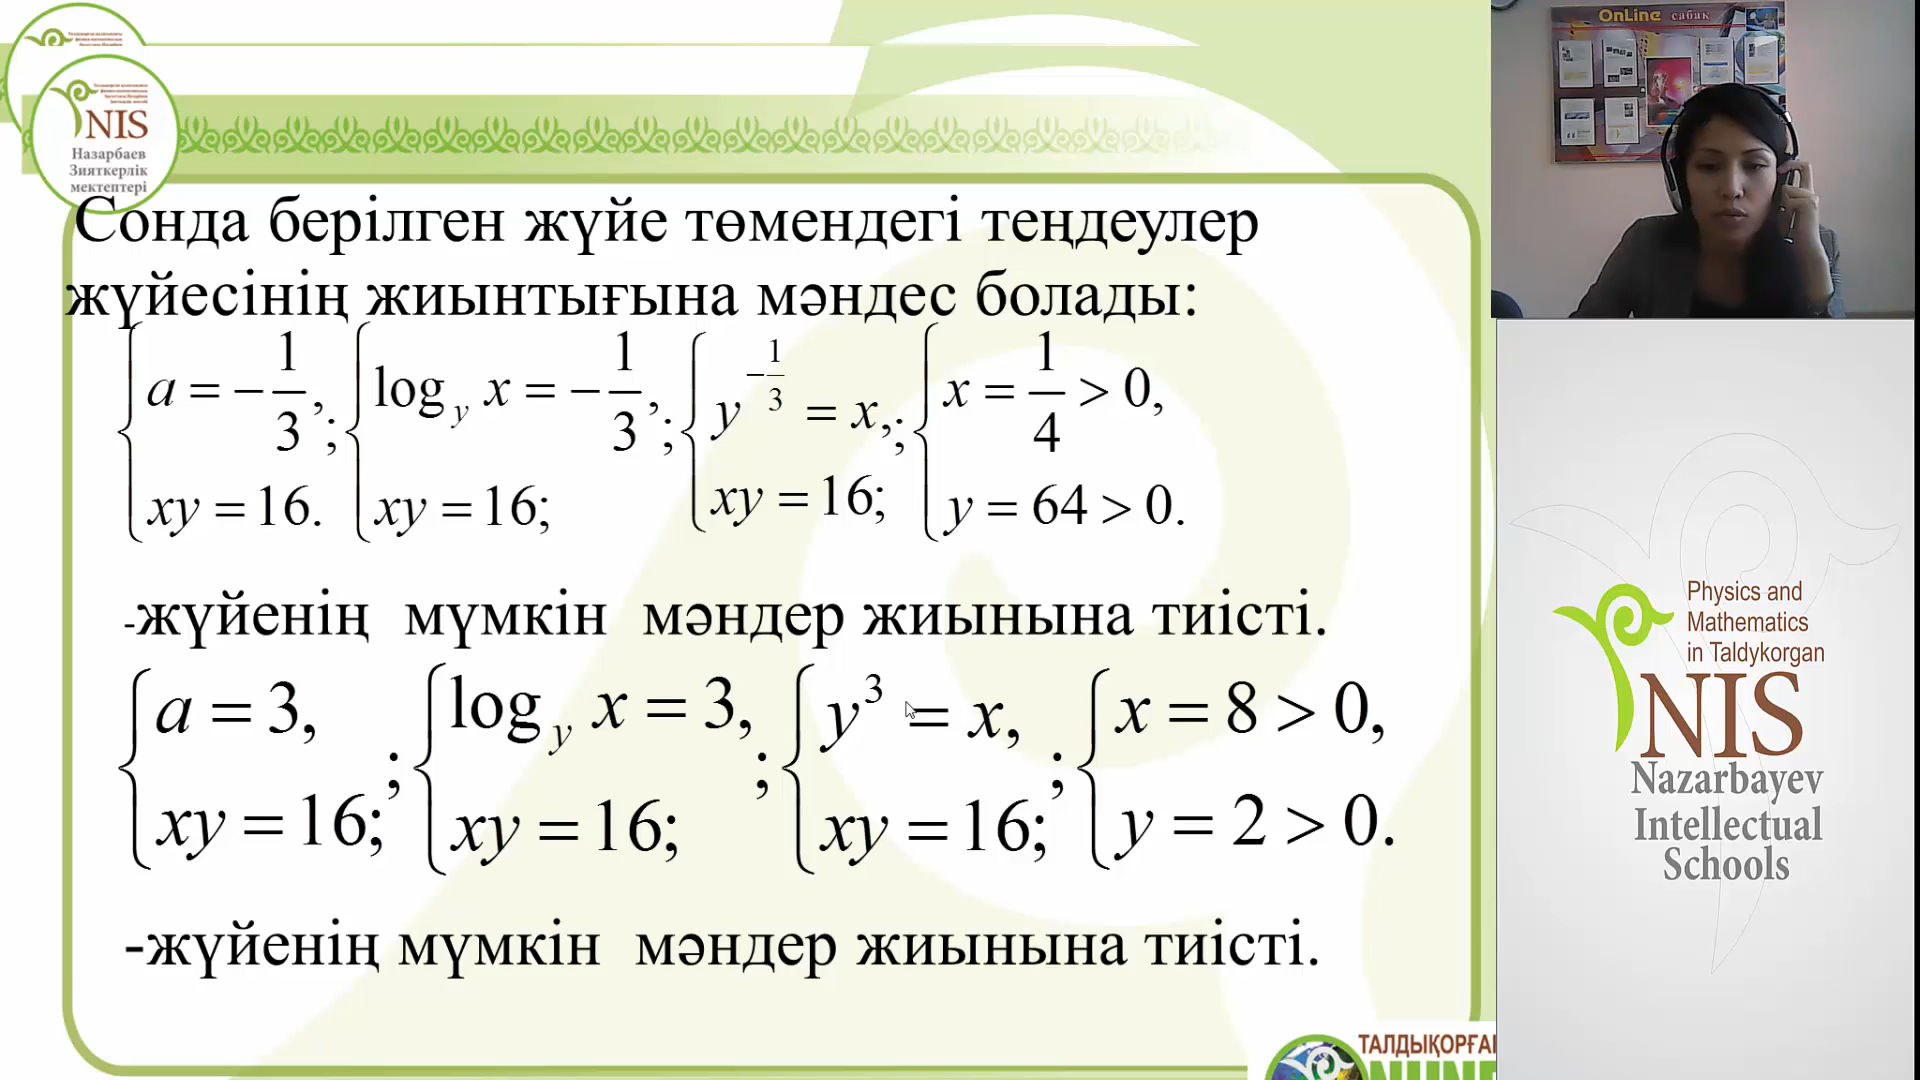 NIS
Назарбаев
Зияткерлік
мектептері
Сонда берілген жүйе төмендегі теңдеулер
жүйесінің жиынтығына мәндес болады:
{ a = -1/3, xy = 16. ; { log_y x = -1/3, xy = 16; ; { y^(-1/3) = x, xy = 16; ; { x = 1/4 > 0, y = 64 > 0.
-жүйенің мүмкін мәндер жиынына тиісті.
{ a = 3, xy = 16; ; { log_y x = 3, xy = 16; ; { y^3 = x, xy = 16; ; { x = 8 > 0, y = 2 > 0.
-жүйенің мүмкін мәндер жиынына тиісті.
OnLine сабақ
Physics and
Mathematics
in Taldykorgan
NIS
Nazarbayev
Intellectual
Schools